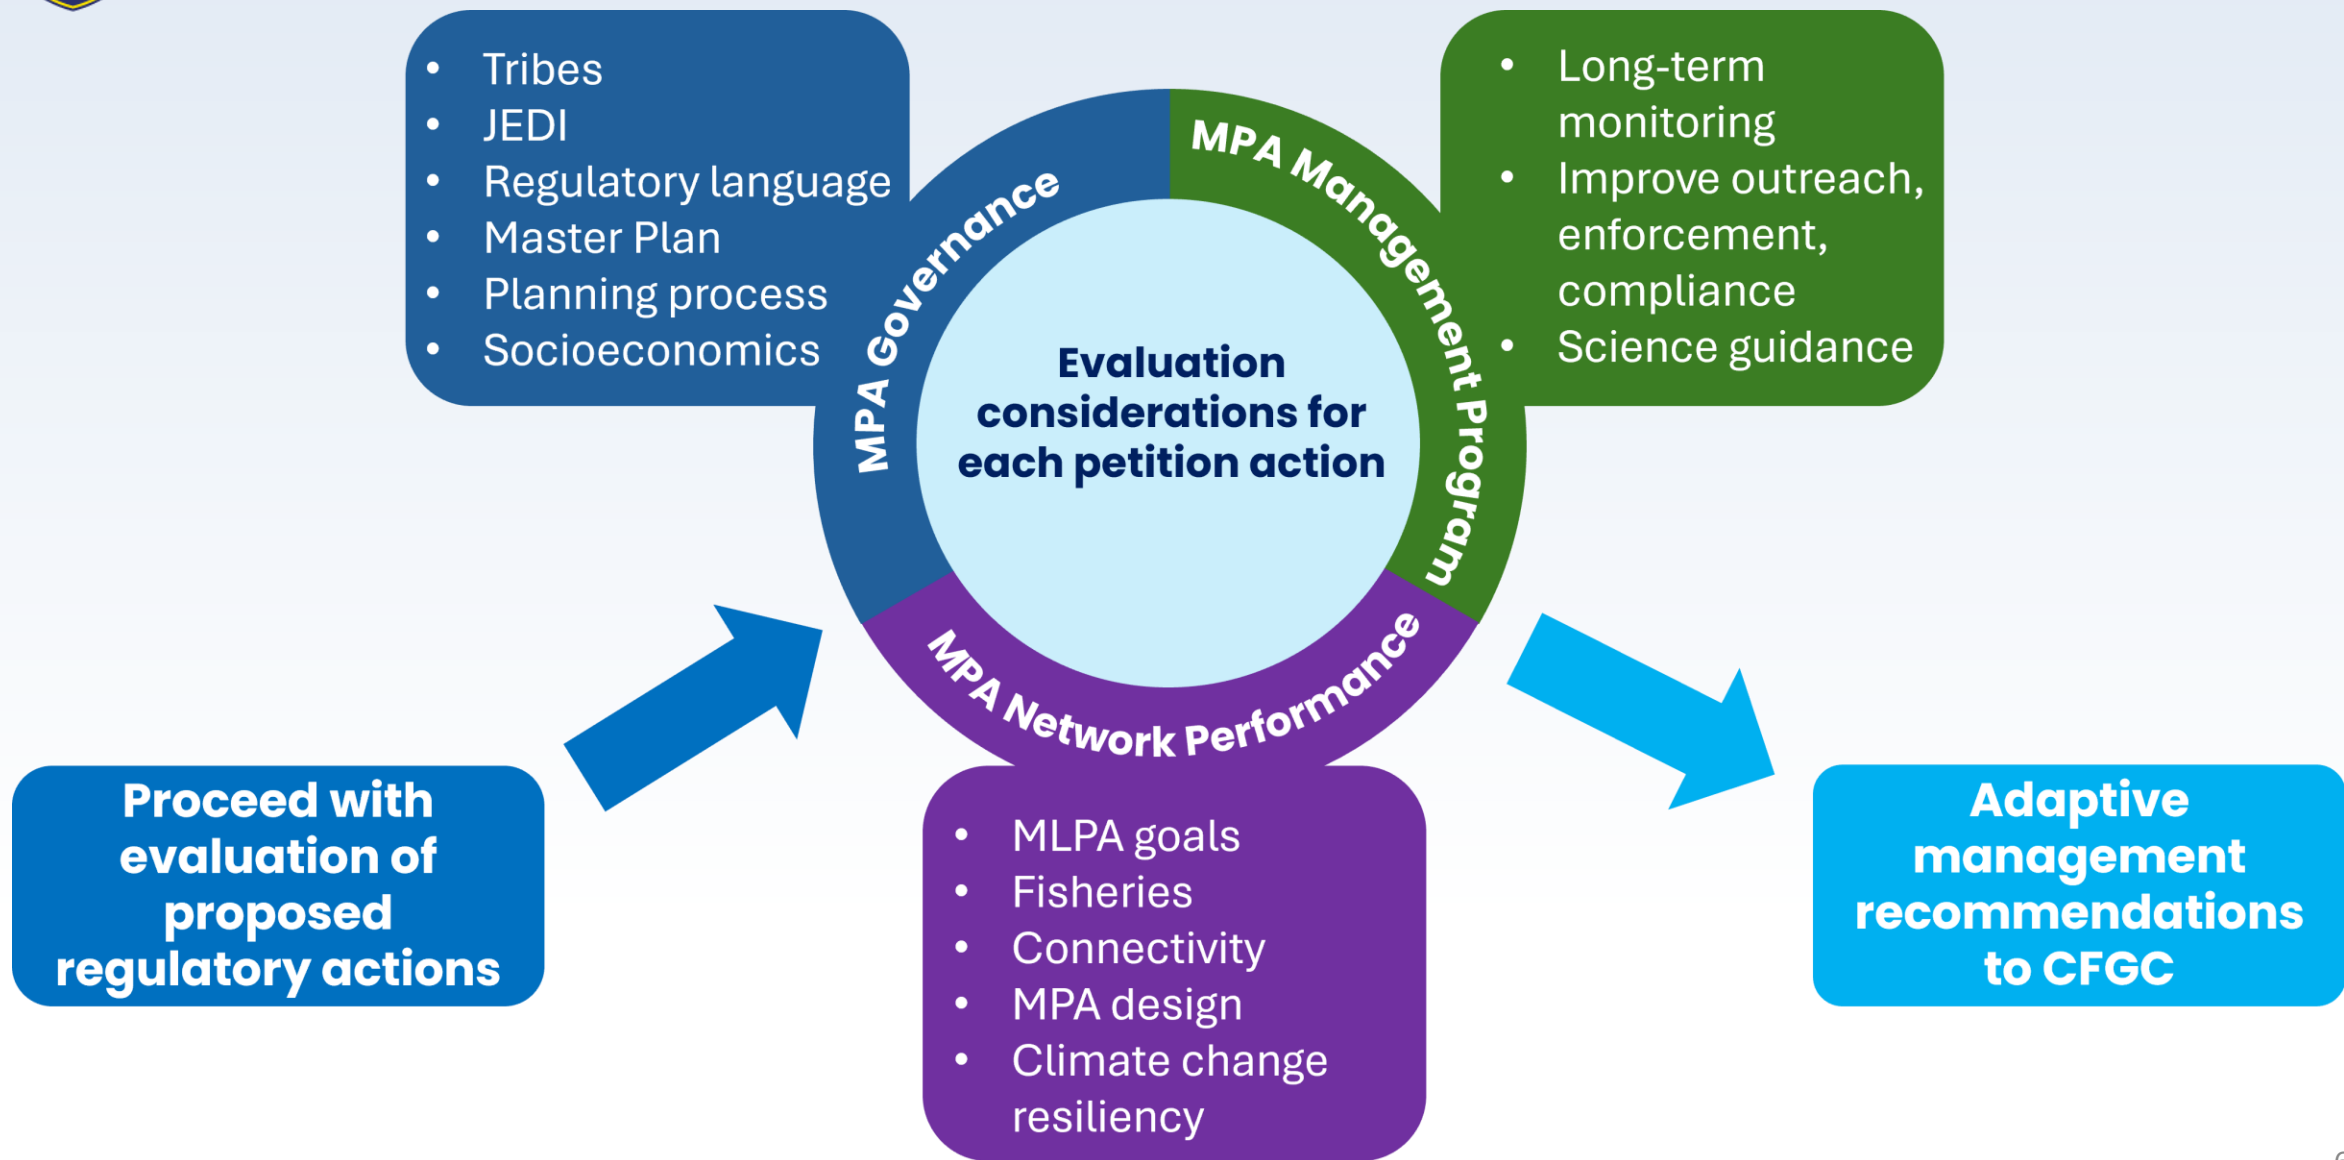 • Tribes
• JEDI
• Regulatory language
• Master Plan
• Planning process
• Socioeconomics
MPA Governance
MPA Management Program
• Long-term
monitoring
• Improve outreach,
enforcement,
compliance
• Science guidance
Evaluation
considerations for
each petition action
MPA Network Performance
• MLPA goals
• Fisheries
• Connectivity
• MPA design
• Climate change
resiliency
Proceed with
evaluation of
proposed
regulatory actions
Adaptive
management
recommendations
to CFGC